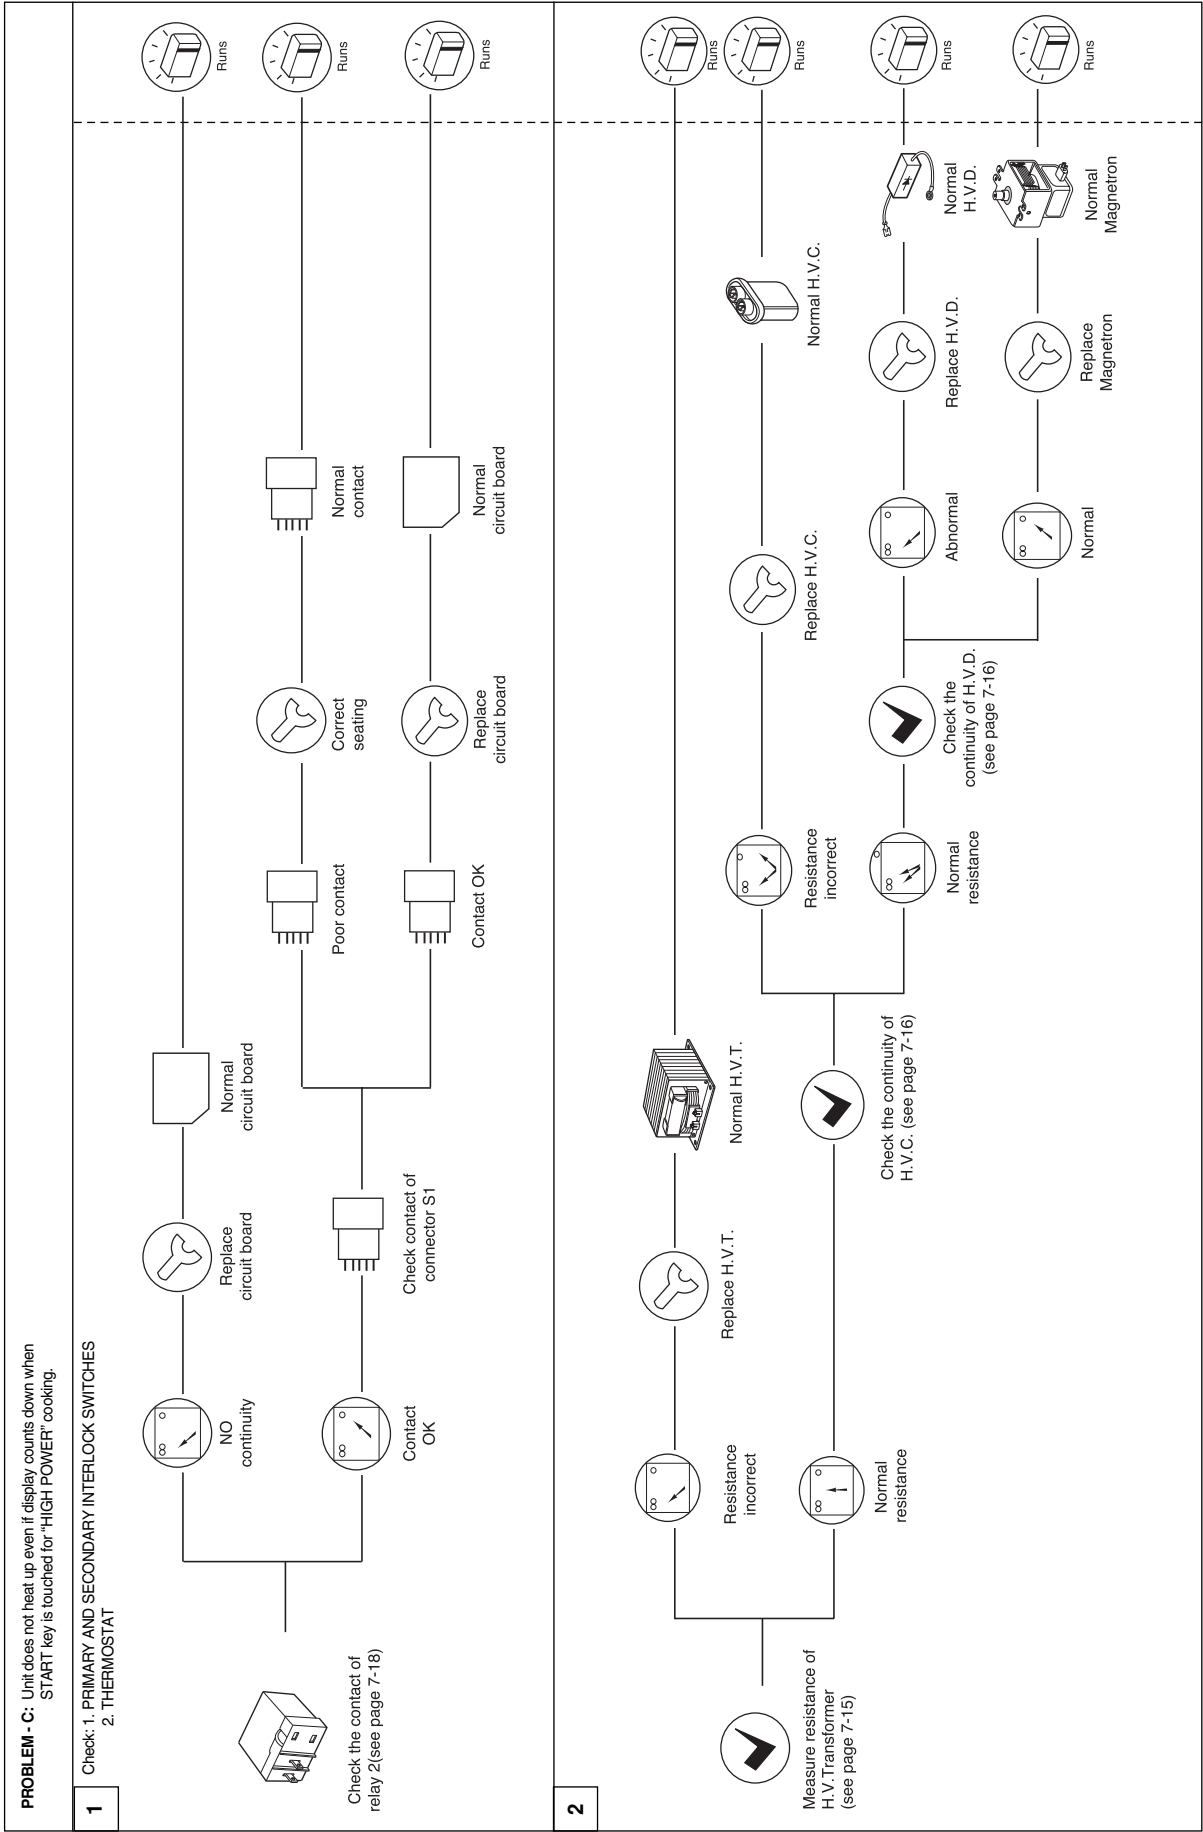 PROBLEM - C: Unit does not heat up even if display counts down when
START key is touched for "HIGH POWER" cooking.
1
Check: 1. PRIMARY AND SECONDARY INTERLOCK SWITCHES
2. THERMOSTAT
Check the contact of
relay 2(see page 7-18)
NO
continuity
Replace
circuit board
Normal
circuit board
Runs
Contact
OK
Check contact of
connector S1
Poor contact
Correct
seating
Normal
contact
Runs
Contact OK
Replace
circuit board
Normal
circuit board
Runs
2
Measure resistance of
H.V.Transformer
(see page 7-15)
Resistance
incorrect
Replace H.V.T.
Normal H.V.T.
Runs
Normal
resistance
Check the continuity of
H.V.C. (see page 7-16)
Resistance
incorrect
Replace H.V.C.
Normal H.V.C.
Runs
Normal
resistance
Check the
continuity of H.V.D.
(see page 7-16)
Abnormal
Replace H.V.D.
Normal
H.V.D.
Runs
Normal
Replace
Magnetron
Normal
Magnetron
Runs